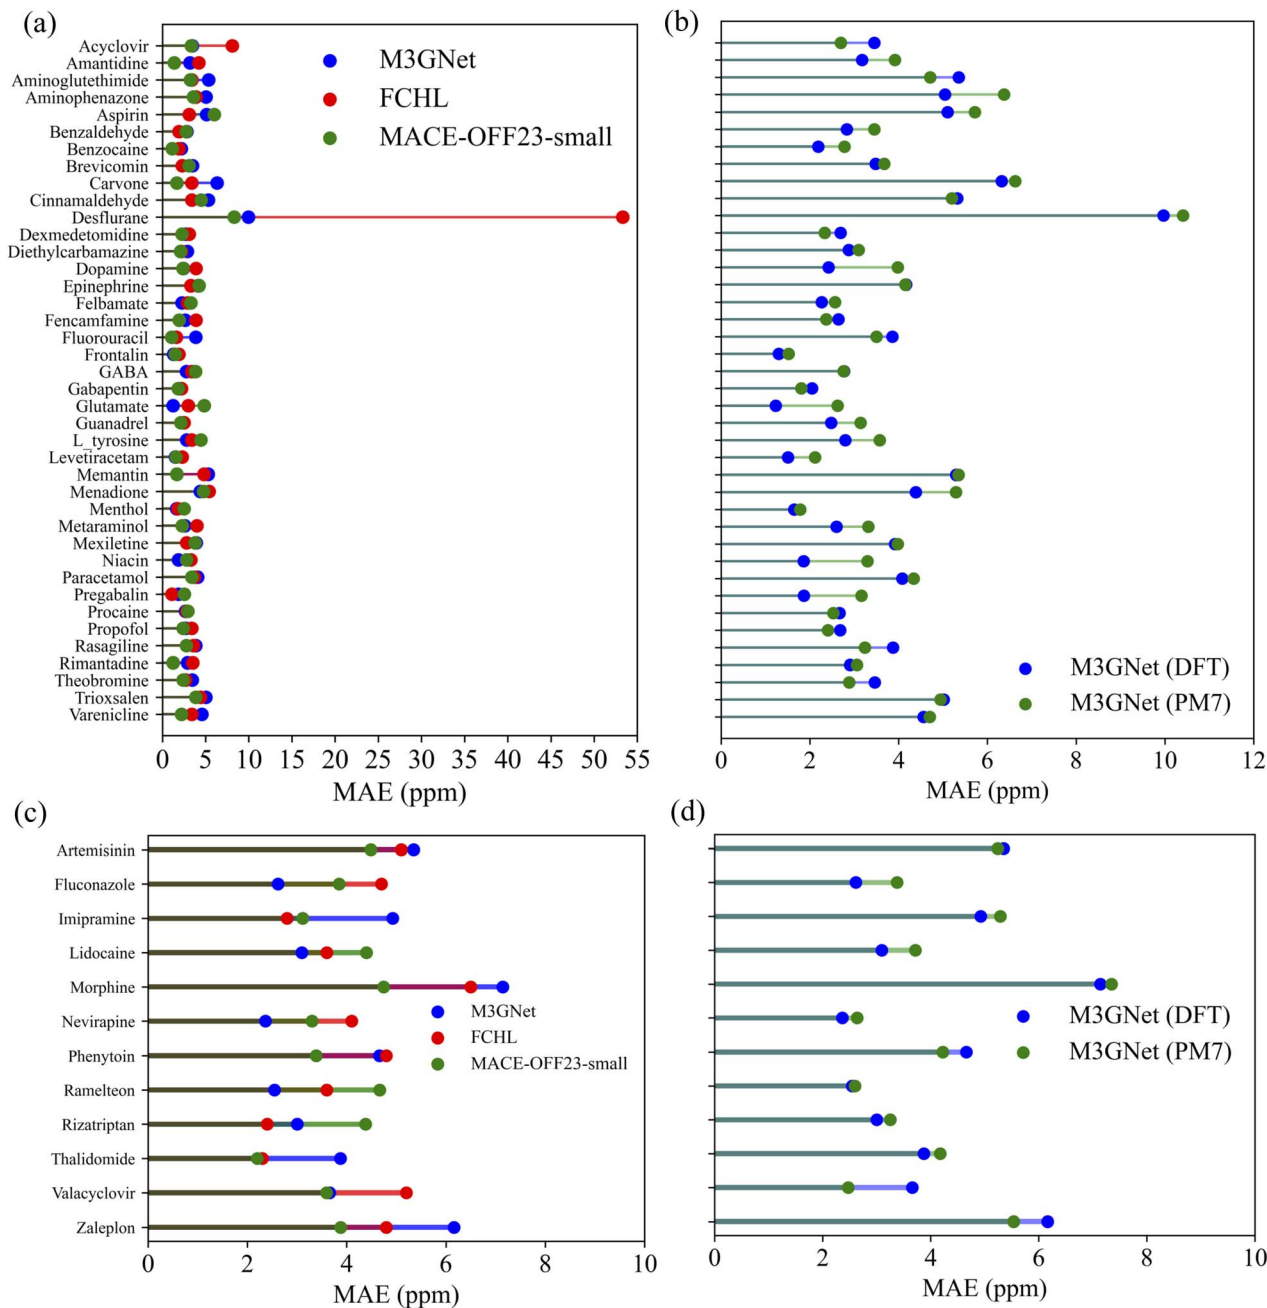 (a)
Acyclovir
Amantidine
Aminoglutethimide
Aminophenazone
Aspirin
Benzaldehyde
Benzocaine
Brevicomin
Carvone
Cinnamaldehyde
Desflurane
Dexmedetomidine
Diethylcarbamazine
Dopamine
Epinephrine
Felbamate
Fencamfamine
Fluorouracil
Frontalin
GABA
Gabapentin
Glutamate
Guanadrel
L_tyrosine
Levetiracetam
Memantin
Menadione
Menthol
Metaraminol
Mexiletine
Niacin
Paracetamol
Pregabalin
Procaine
Propofol
Rasagiline
Rimantadine
Theobromine
Trioxsalen
Varenicline
M3GNet
FCHL
MACE-OFF23-small
0 5 10 15 20 25 30 35 40 45 50 55
MAE (ppm)
(b)
M3GNet (DFT)
M3GNet (PM7)
0 2 4 6 8 10 12
MAE (ppm)
(c)
Artemisinin
Fluconazole
Imipramine
Lidocaine
Morphine
Nevirapine
Phenytoin
Ramelteon
Rizatriptan
Thalidomide
Valacyclovir
Zaleplon
M3GNet
FCHL
MACE-OFF23-small
0 2 4 6 8 10
MAE (ppm)
(d)
M3GNet (DFT)
M3GNet (PM7)
0 2 4 6 8 10
MAE (ppm)